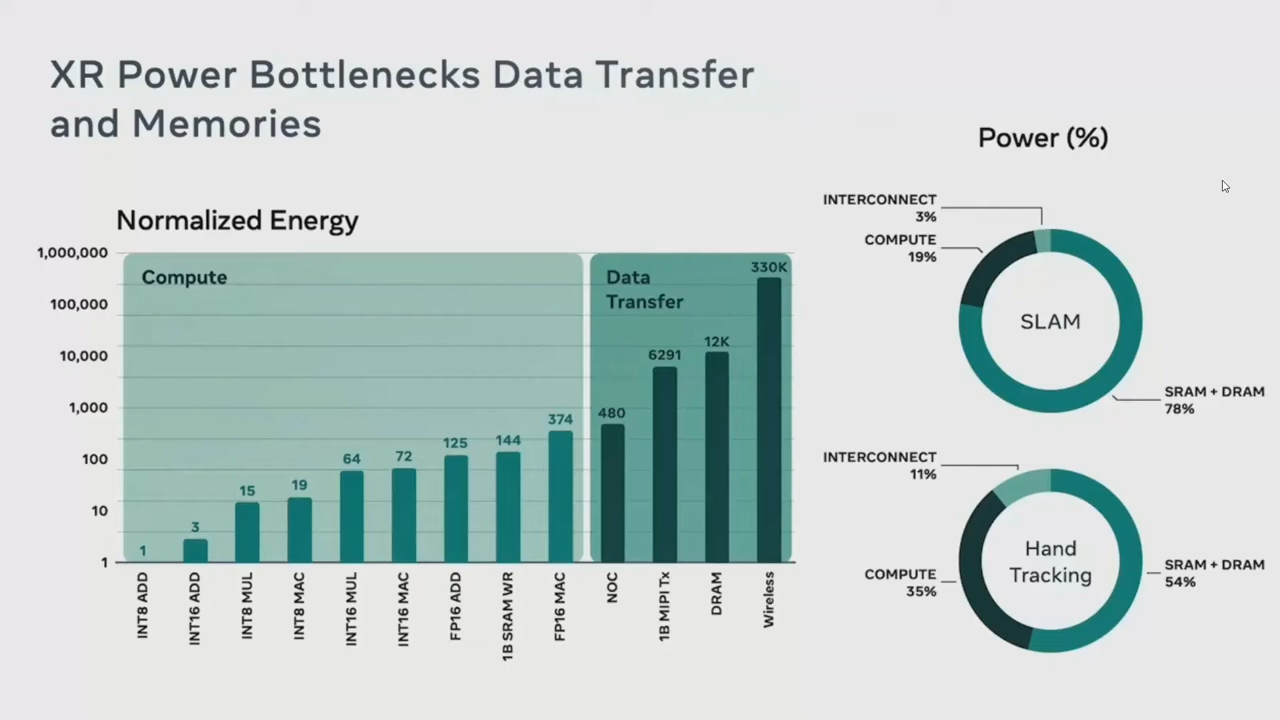 XR Power Bottlenecks Data Transfer
and Memories
Normalized Energy
1,000,000
100,000
10,000
1,000
100
10
1
Compute
Data
Transfer
1
3
15
19
64
72
125
144
374
480
6291
12K
330K
INT8 ADD
INT16 ADD
INT8 MUL
INT8 MAC
INT16 MUL
INT16 MAC
FP16 ADD
1B SRAM WR
FP16 MAC
NOC
1B MIPI Tx
DRAM
Wireless
Power (%)
INTERCONNECT
3%
COMPUTE
19%
SLAM
SRAM + DRAM
78%
INTERCONNECT
11%
COMPUTE
35%
Hand
Tracking
SRAM + DRAM
54%